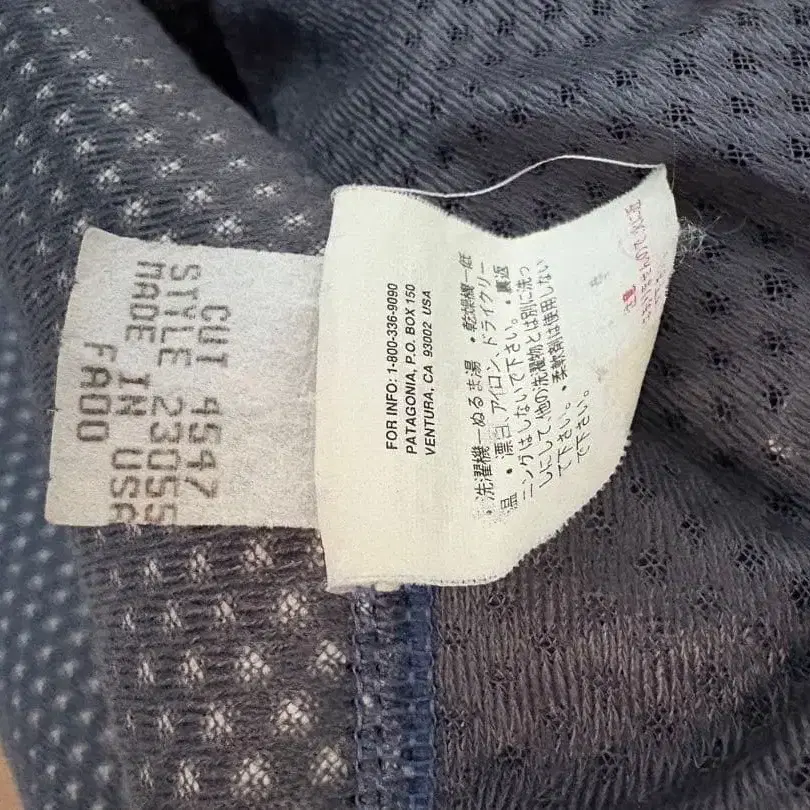 CUT 4547
STYLE 23055
MADE IN USA
FA00
FOR INFO: 1-800-336-9090
PATAGONIA, P.O. BOX 150
VENTURA, CA 93002 USA
・洗濯機ーぬるま湯 ・乾燥機ー低
温 ・漂白、アイロン、ドライクリー
ニングはしないで下さい。・裏返
しにして、他の洗濯物とは別に洗っ
て下さい。・柔軟剤は使用しない
で下さい。